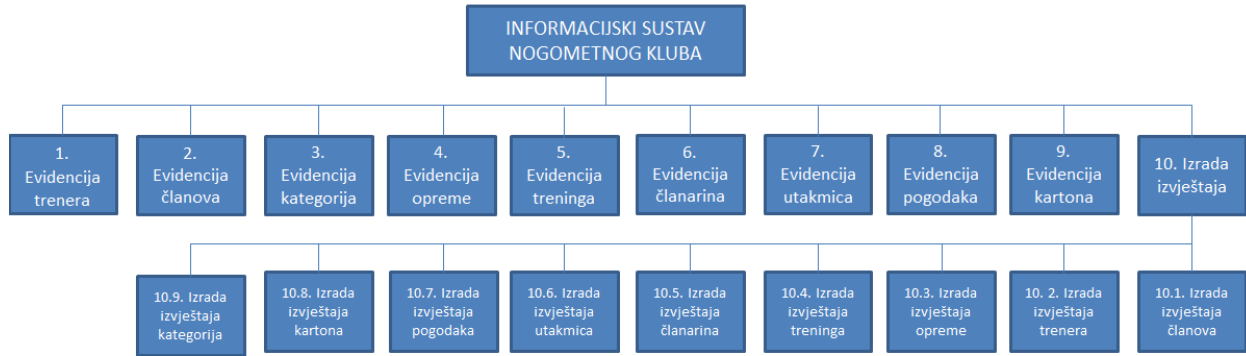 INFORMACIJSKI SUSTAV
NOGOMETNOG KLUBA
1.
Evidencija
trenera
2.
Evidencija
članova
3.
Evidencija
kategorija
4.
Evidencija
opreme
5.
Evidencija
treninga
6.
Evidencija
članarina
7.
Evidencija
utakmica
8.
Evidencija
pogodaka
9.
Evidencija
kartona
10. Izrada
izvještaja
10.9. Izrada
izvještaja
kategorija
10.8. Izrada
izvještaja
kartona
10.7. Izrada
izvještaja
pogodaka
10.6. Izrada
izvještaja
utakmica
10.5. Izrada
izvještaja
članarina
10.4. Izrada
izvještaja
treninga
10.3. Izrada
izvještaja
opreme
10. 2. Izrada
izvještaja
trenera
10.1. Izrada
izvještaja
članova